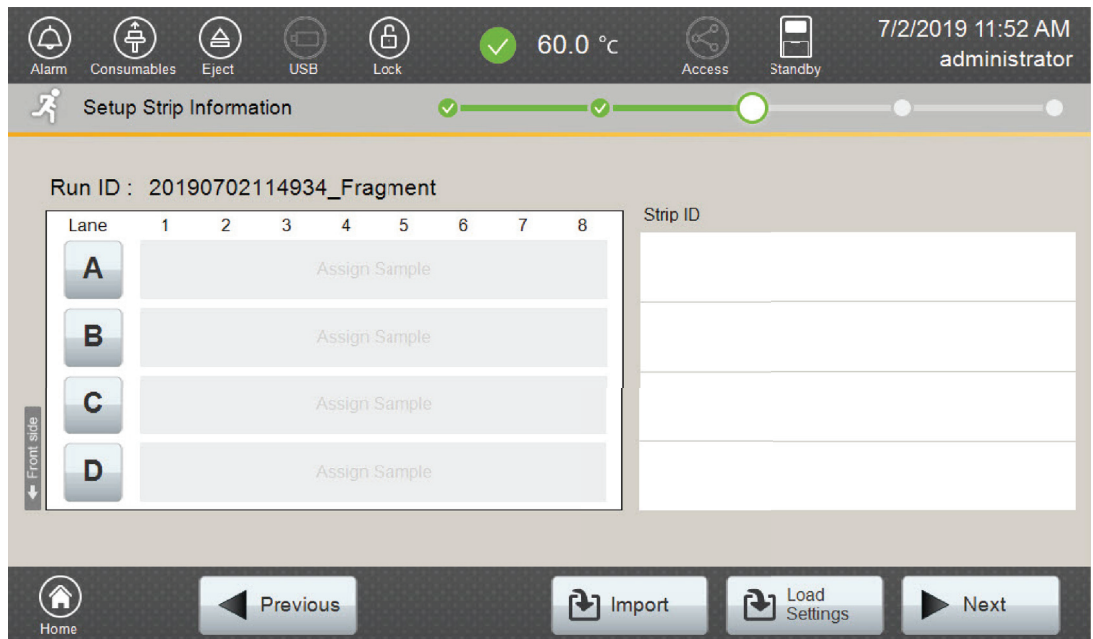 7/2/2019 11:52 AM
60.0 °c
administrator
Alarm Consumables Eject USB Lock Access Standby
Setup Strip Information
Run ID : 20190702114934_Fragment
Lane 1 2 3 4 5 6 7 8 Strip ID
A Assign Sample
B Assign Sample
C Assign Sample
D Assign Sample
Front side
Previous Import Load Settings Next
Home